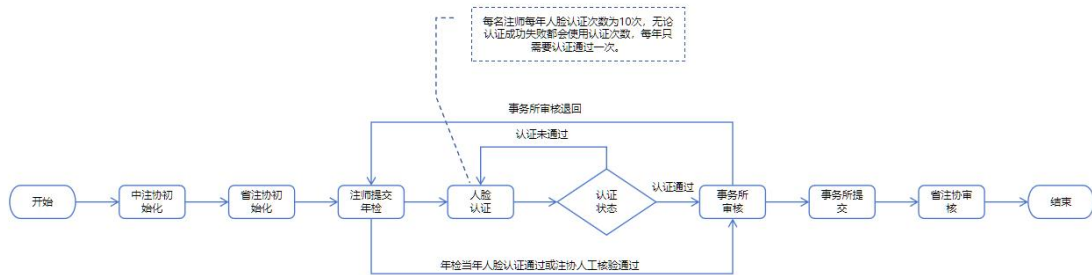 每名注师每年人脸认证次数为10次，无论
认证成功失败都会使用认证次数，每年只
需要认证通过一次。
事务所审核退回
认证未通过
开始
中注协初
始化
省注协初
始化
注师提交
年检
人脸
认证
认证
状态
认证通过
事务所
审核
事务所提
交
省注协审
核
结束
年检当年人脸认证通过或注协人工核验通过